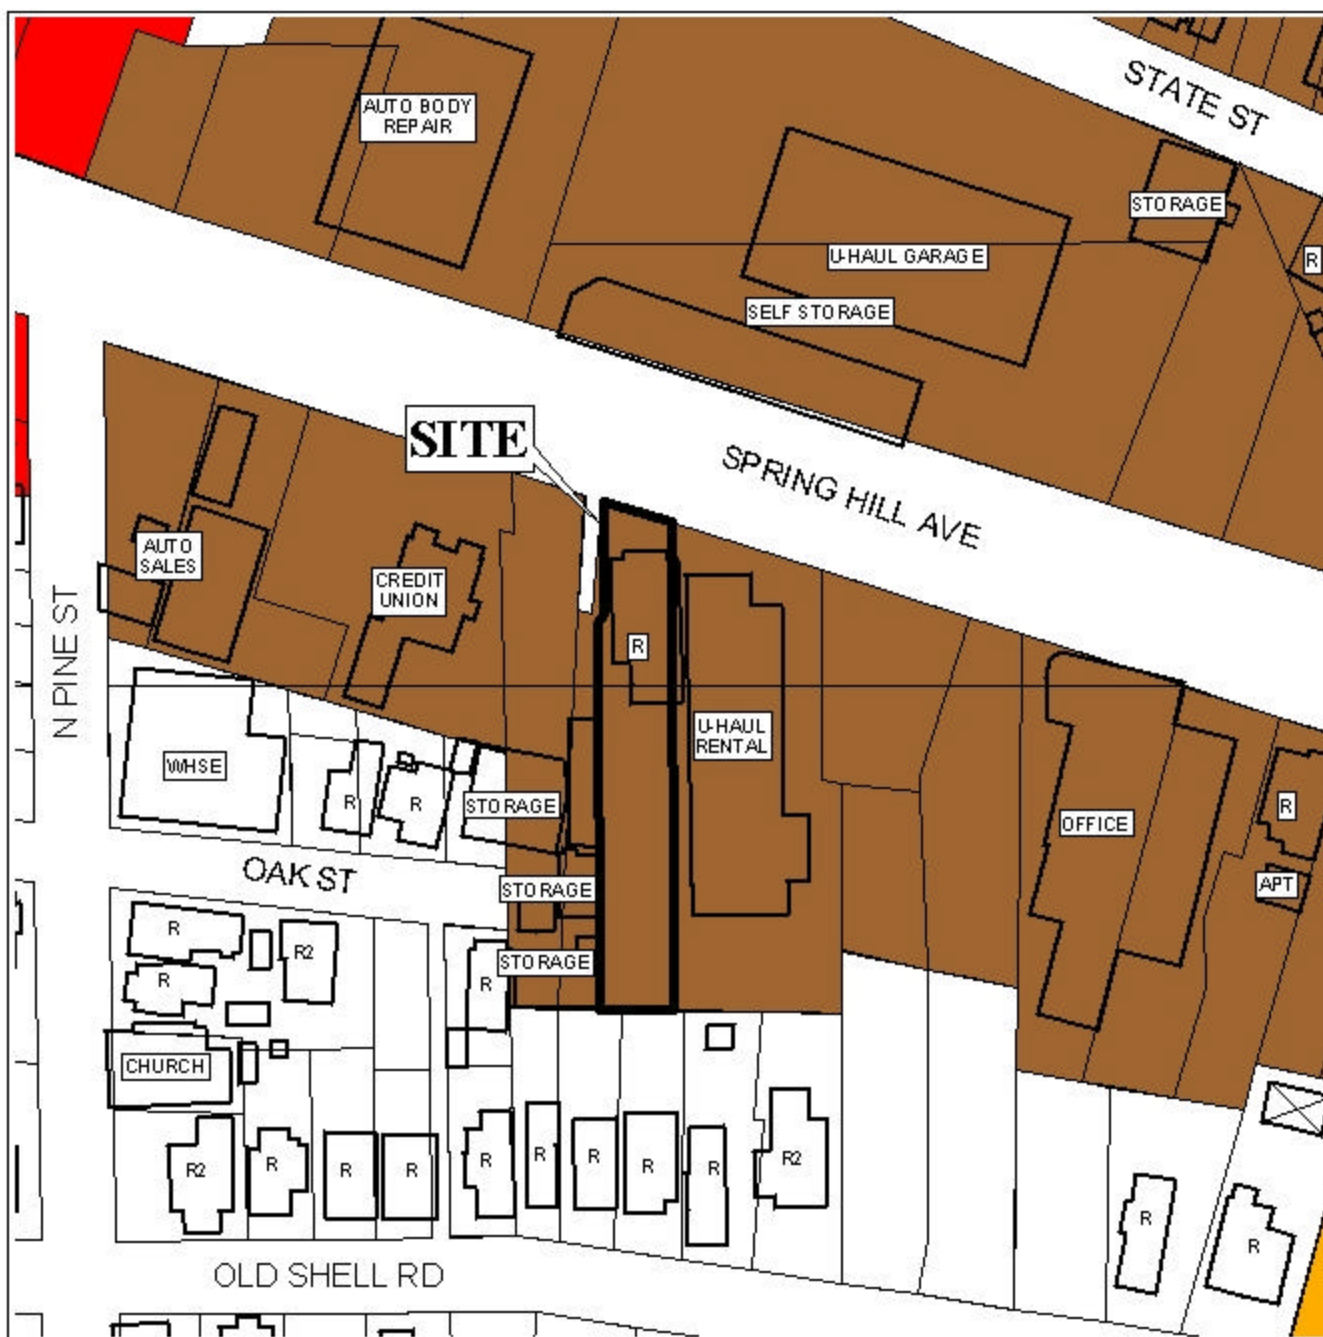 STATE ST
AUTO BODY
REPAIR
STORAGE
U-HAUL GARAGE
R
SELF STORAGE
SITE
SPRING HILL AVE
AUTO
SALES
CREDIT
UNION
N PINE ST
R
U-HAUL
RENTAL
WHSE
R
R
STORAGE
OFFICE
R
OAK ST
APT
STORAGE
R
R2
STORAGE
R
R
CHURCH
R2
R
R
R
R
R
R
R
R
R2
R
R
OLD SHELL RD